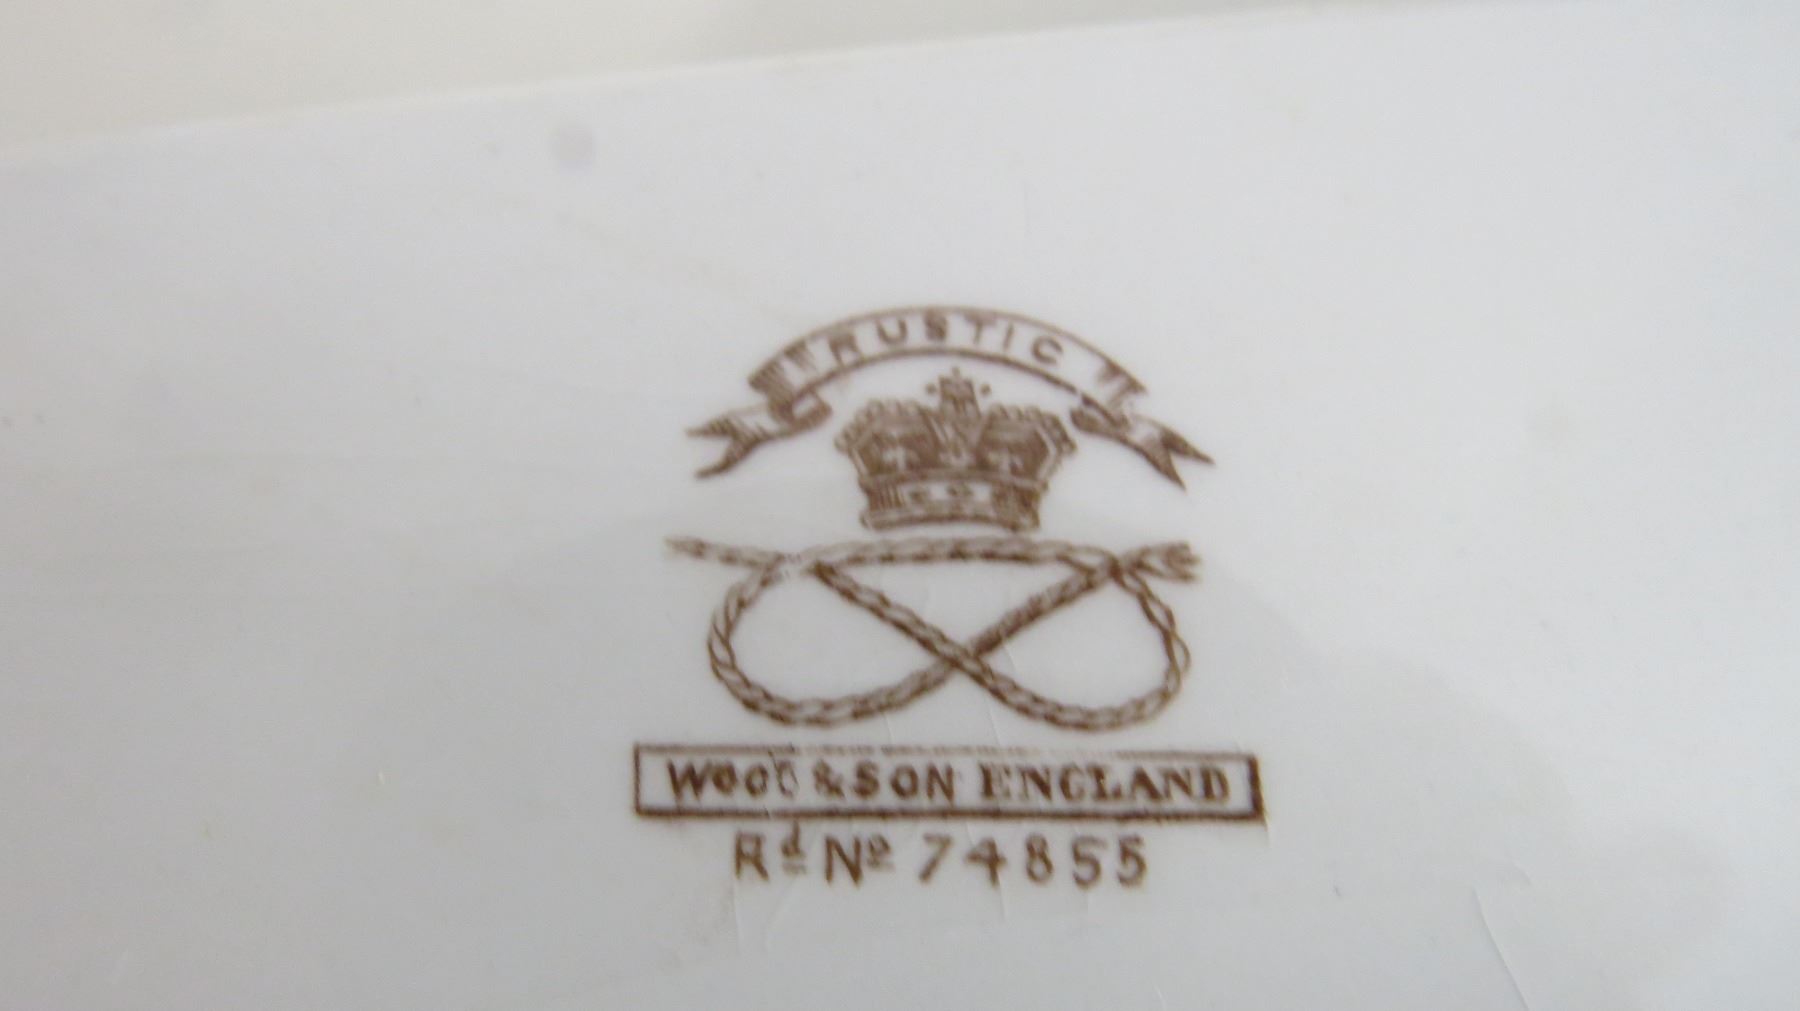 RUSTIC
WOOD & SON ENGLAND
Rd No 74855